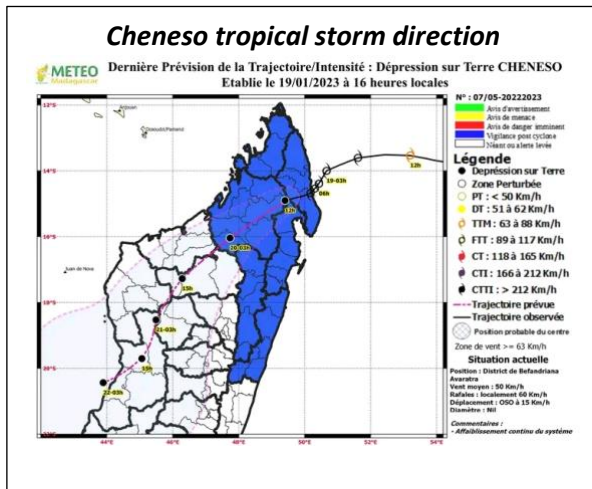 Cheneso tropical storm direction
METEO
Madagascar
Dernière Prévision de la Trajectoire/Intensité : Dépression sur Terre CHENESO
Etablie le 19/01/2023 à 16 heures locales
N° : 07/05-20222023
Avis d'avertissement
Avis de menace
Avis de danger imminent
Vigilance post cyclone
Néant ou alerte levée
Légende
Depréssion sur Terre
Zone Perturbée
PT : < 50 Km/h
DT : 51 à 62 Km/h
TTM : 63 à 88 Km/h
FTT : 89 à 117 Km/h
CT : 118 à 165 Km/h
CTI : 166 à 212 Km/h
CTTI : > 212 Km/h
Trajectoire prévue
Trajectoire observée
Position probable du centre
Zone de vent >= 63 Km/h
Situation actuelle
Position : District de Befandriana
Avaratra
Vent moyen : 50 Km/h
Rafales : localement 60 Km/h
Déplacement : OSO à 15 Km/h
Diamètre : Nil
Commentaires :
- Affaiblissement continu du système
12°S
Anjouan
Dzaoudzi/Pamanzi
14°S
12h
19-03h
06h
12h
16°S
20-03h
Juan de Nova
15h
18°S
21-03h
15h
20°S
22-03h
44°E
46°E
48°E
50°E
52°E
54°E